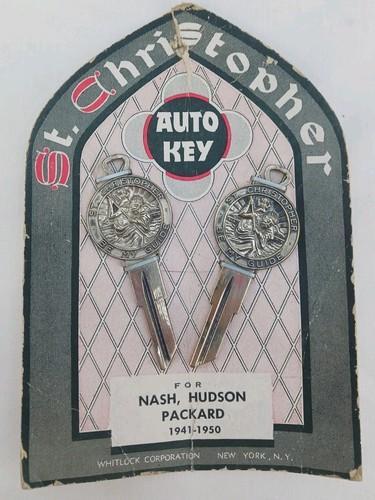 St. Christopher
AUTO
KEY
ST. CHRISTOPHER
BE MY GUIDE
ST. CHRISTOPHER
BE MY GUIDE
FOR
NASH, HUDSON
PACKARD
1941-1950
WHITLOCK CORPORATION NEW YORK, N.Y.